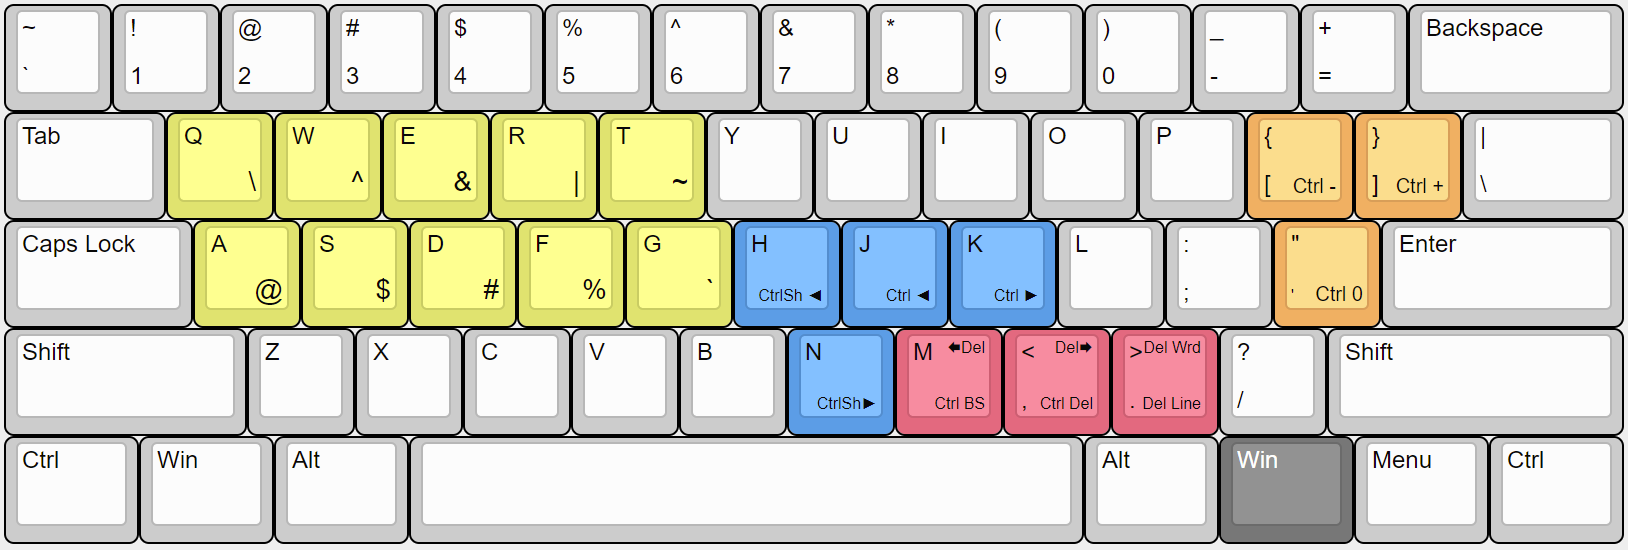 ~ ! @ # $ % ^ & * ( ) _ + Backspace
` 1 2 3 4 5 6 7 8 9 0 - =
Tab Q W E R T Y U I O P { } |
\ ^ & | ~ [ Ctrl - ] Ctrl + \
Caps Lock A S D F G H J K L : " Enter
@ $ # % ` CtrlSh ◄ Ctrl ◄ Ctrl ► ; ' Ctrl 0
Shift Z X C V B N M 🡸Del < Del🡺 > Del Wrd ? Shift
CtrlSh► Ctrl BS , Ctrl Del . Del Line /
Ctrl Win Alt Alt Win Menu Ctrl